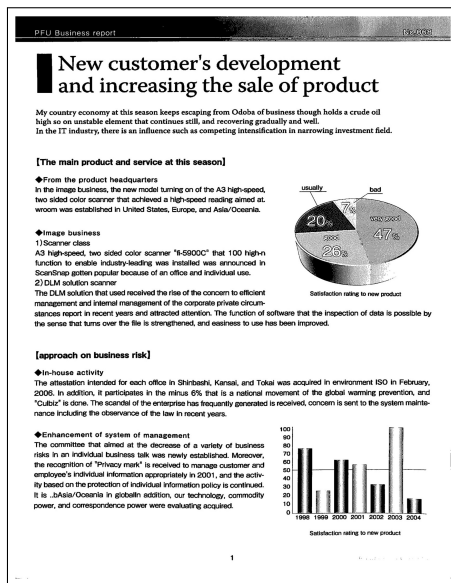 PFU Business report
No.068
New customer's development
and increasing the sale of product
My country economy at this season keeps escaping from Odoba of business though holds a crude oil
high so on unstable element that continues still, and recovering gradually and well.
In the IT industry, there is an influence such as competing intensification in narrowing investment field.
[The main product and service at this season]
◆From the product headquarters
In the image business, the new model turning on of the A3 high-speed,
two sided color scanner that achieved a high-speed reading aimed at.
wroom was established in United States, Europe, and Asia/Oceania.
◆Image business
1)Scanner class
A3 high-speed, two sided color scanner "fi-5900C" that 100 high-n
function to enable industry-leading was installed was announced in
ScanSnap gotten popular because of an office and individual use.
2)DLM solution scanner
The DLM solution that used received the rise of the concern to efficient
management and internal management of the corporate private circum-
stances report in recent years and attracted attention. The function of software that the inspection of data is possible by
the sense that turns over the file is strengthened, and easiness to use has been improved.
usually
bad
7%
20%
very good
47%
good
26%
Satisfaction rating to new product
[approach on business risk]
◆In-house activity
The attestation intended for each office in Shinbashi, Kansai, and Tokai was acquired in environment ISO in February,
2006. In addition, it participates in the minus 6% that is a national movement of the global warming prevention, and
"Culbiz" is done. The scandal of the enterprise has frequently generated is received, concern is sent to the system mainte-
nance including the observance of the law in recent years.
◆Enhancement of system of management
The committee that aimed at the decrease of a variety of business
risks in an individual business talk was newly established. Moreover,
the recognition of "Privacy mark" is received to manage customer and
employee's individual information appropriately in 2001, and the activ-
ity based on the protection of individual information policy is continued.
It is ..bAsia/Oceania in globalln addition, our technology, commodity
power, and correspondence power were evaluating acquired.
100
90
80
70
60
50
40
30
20
10
0
1998 1999 2000 2001 2002 2003 2004
Satisfaction rating to new product
1